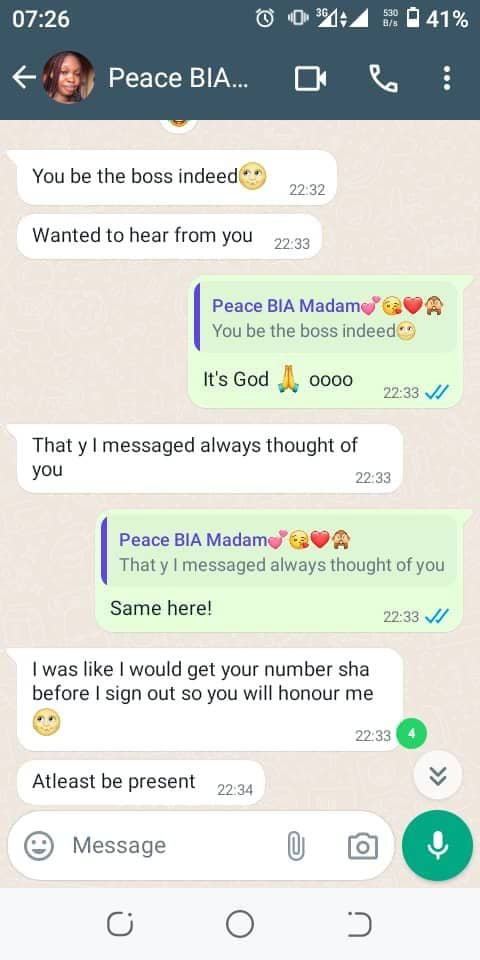 07:26
3G
530
B/s
41%
Peace BIA...
You be the boss indeed🌝
22:32
Wanted to hear from you
22:33
Peace BIA Madam💕😘❤️🙈
You be the boss indeed🌝
It's God 🙏 oooo
22:33
That y I messaged always thought of
you
22:33
Peace BIA Madam💕😘❤️🙈
That y I messaged always thought of you
Same here!
22:33
I was like I would get your number sha
before I sign out so you will honour me
🌝
22:33
4
Atleast be present
22:34
Message